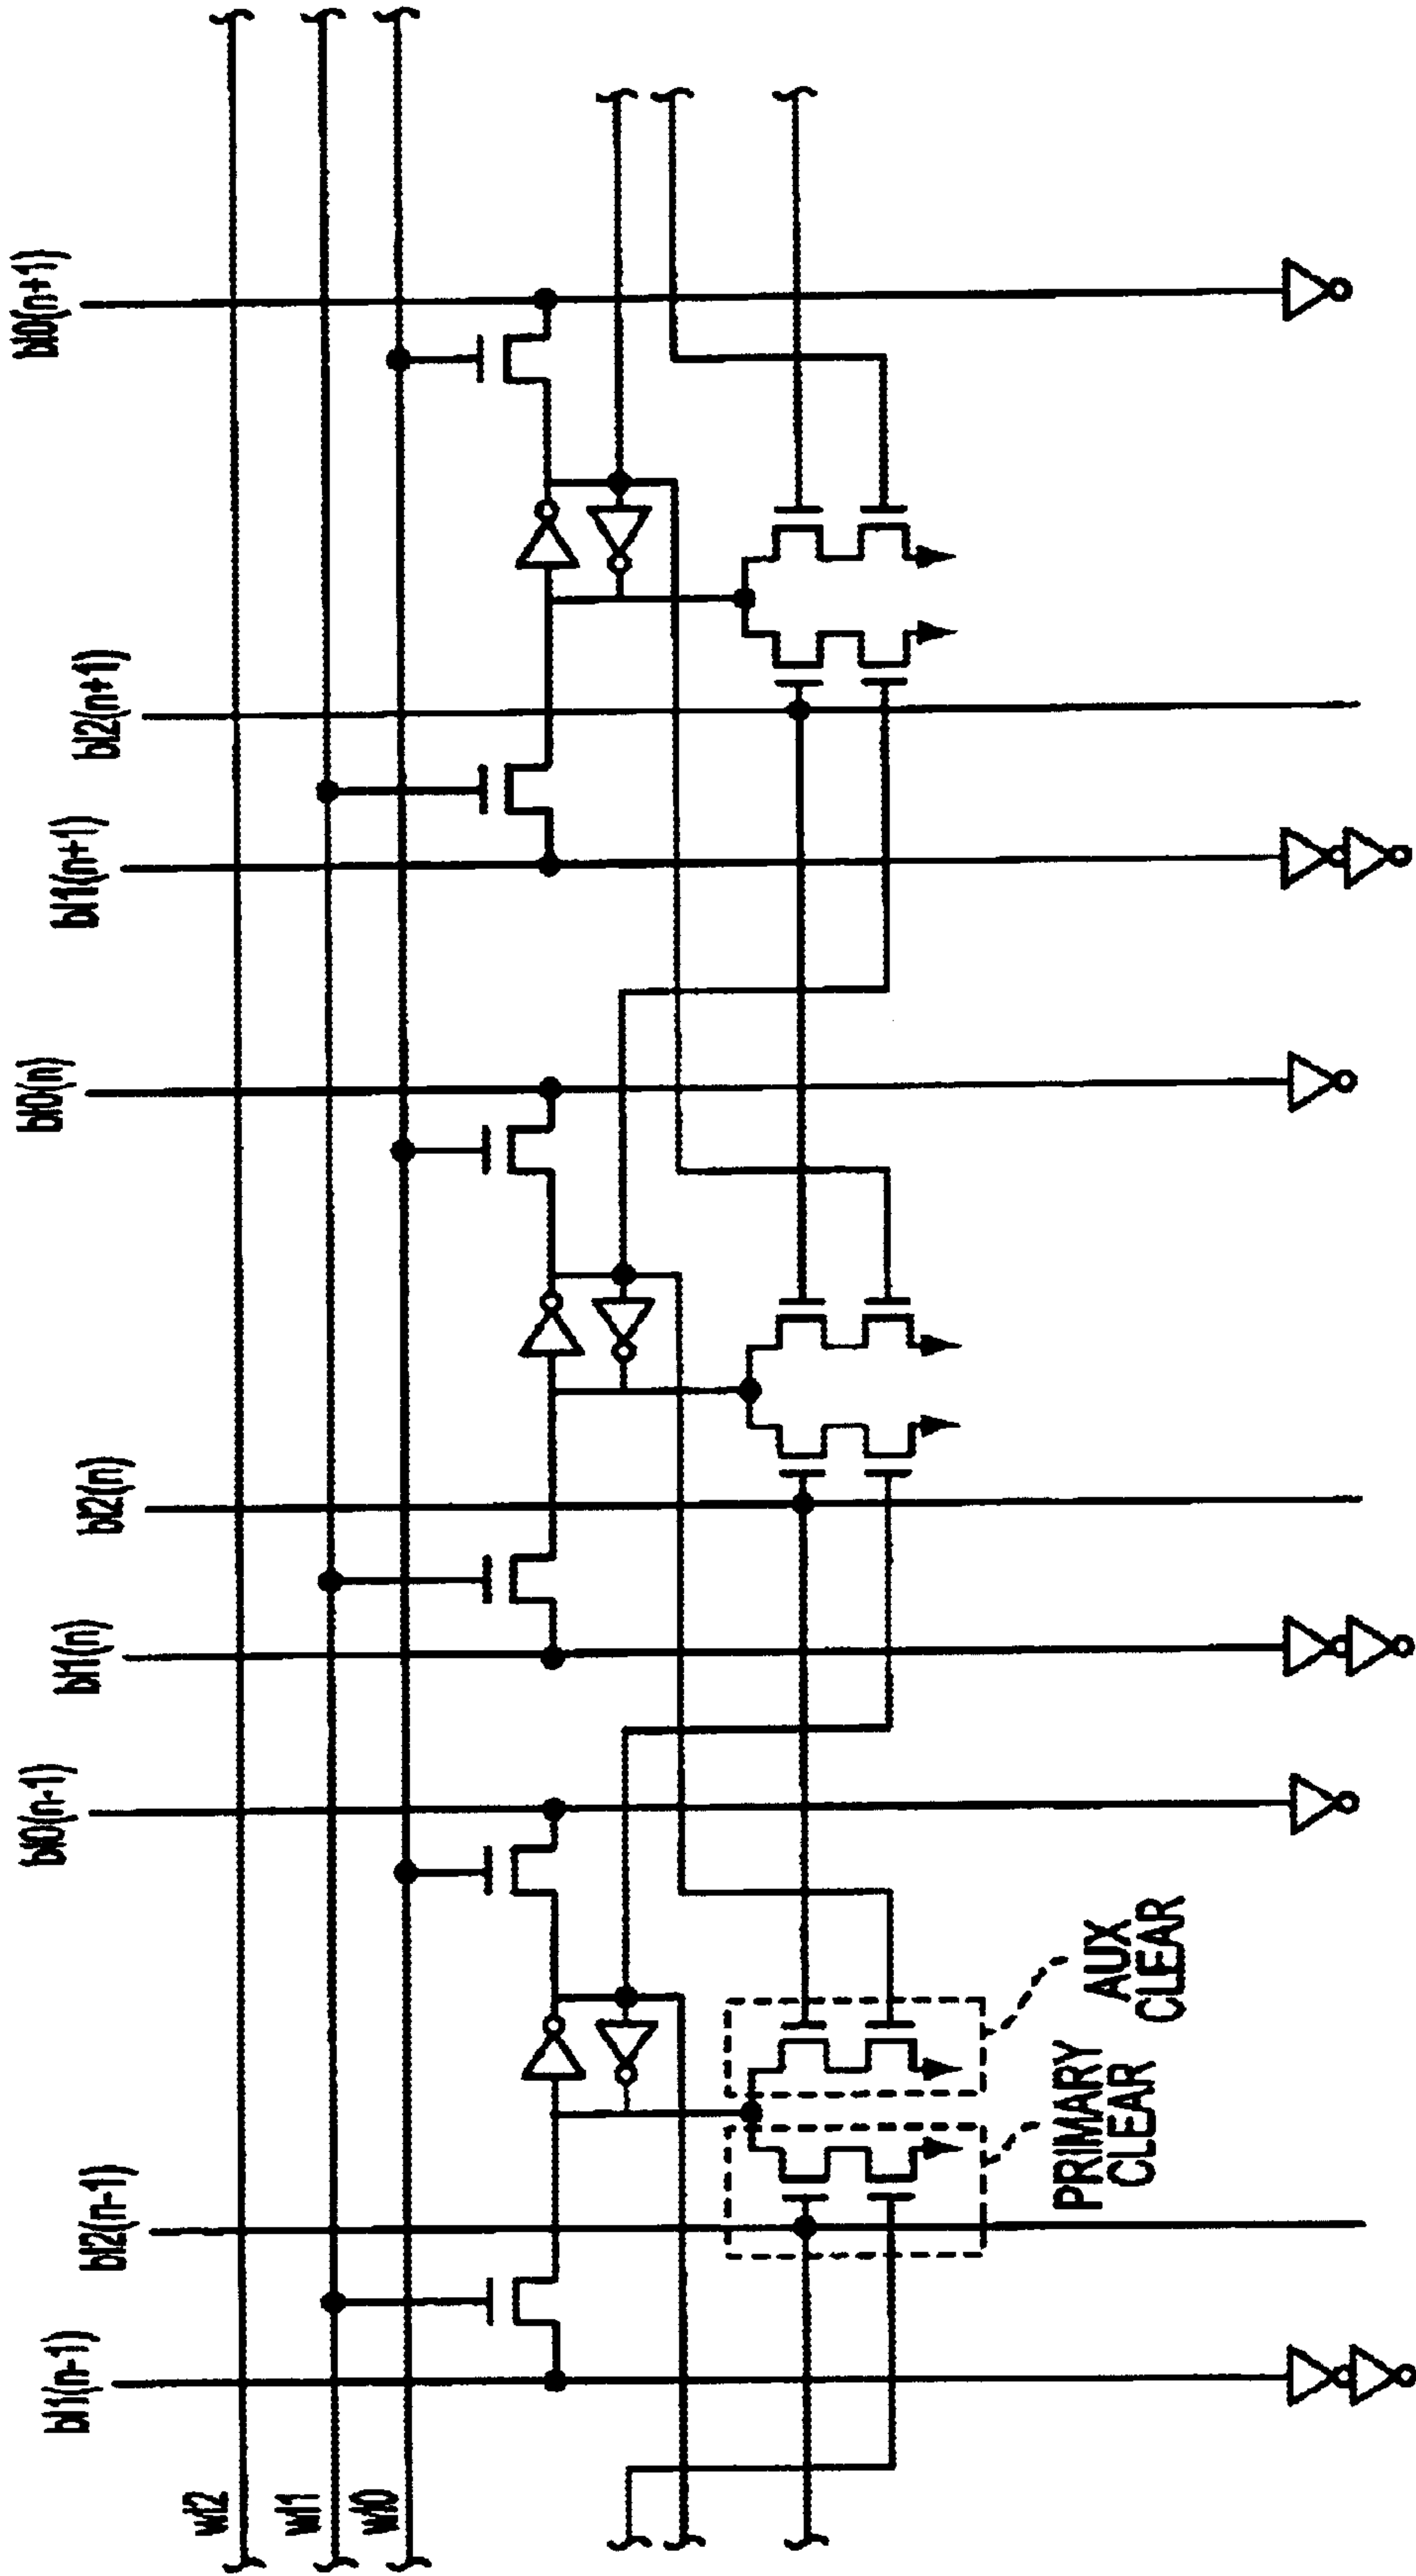 bl1(n-1)
bl2(n-1)
bl0(n-1)
bl1(n)
bl2(n)
bl0(n)
bl1(n+1)
bl2(n+1)
bl0(n+1)
wl2
wl1
wl0
PRIMARY
CLEAR
AUX
CLEAR